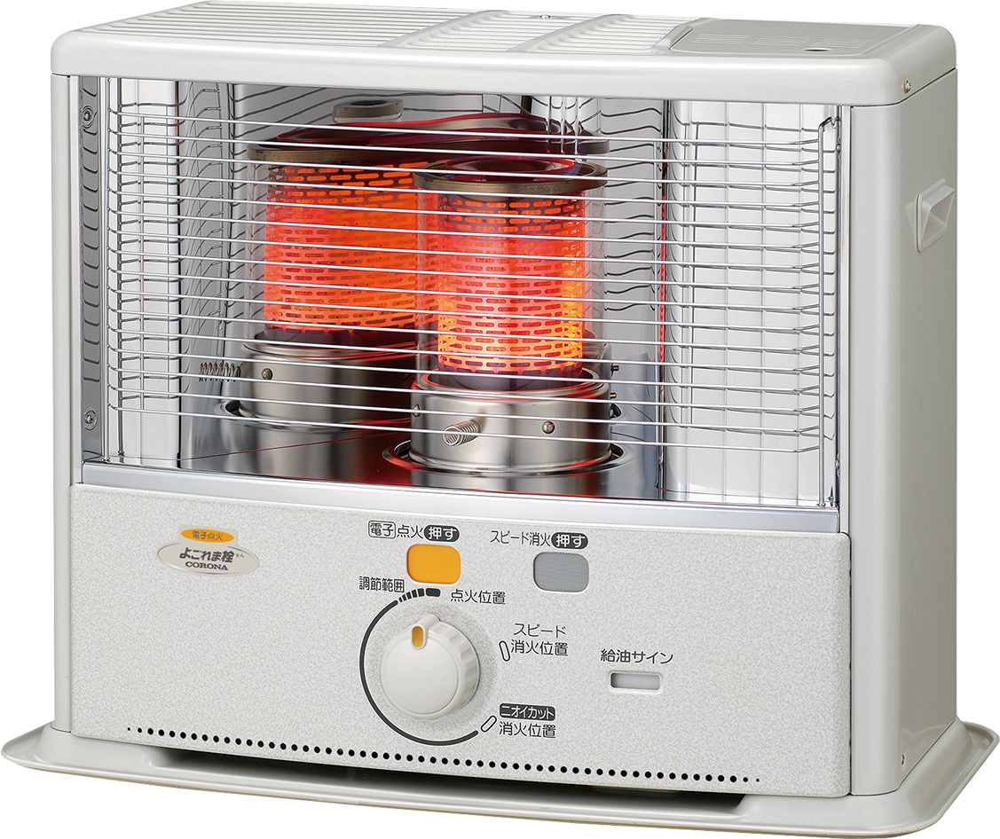 電子点火
よごれま栓 せん
CORONA
電子点火 押す
スピード消火 押す
調節範囲
点火位置
スピード
消火位置
給油サイン
ニオイカット
消火位置